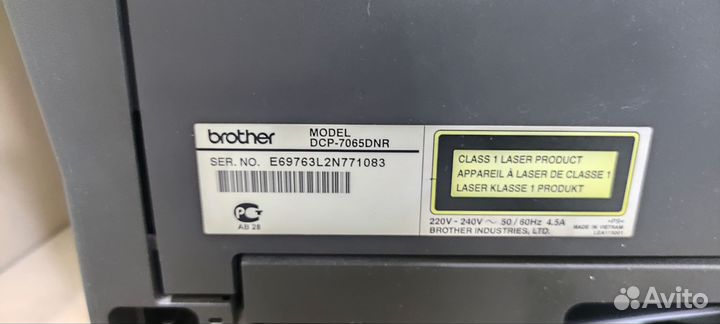 brother
MODEL
DCP-7065DNR
SER. NO. E69763L2N771083
AB 28
CLASS 1 LASER PRODUCT
APPAREIL À LASER DE CLASSE 1
LASER KLASSE 1 PRODUKT
220V - 240V ~ 50/60Hz 4.5A
BROTHER INDUSTRIES, LTD.
>PS<
MADE IN VIETNAM
Avito